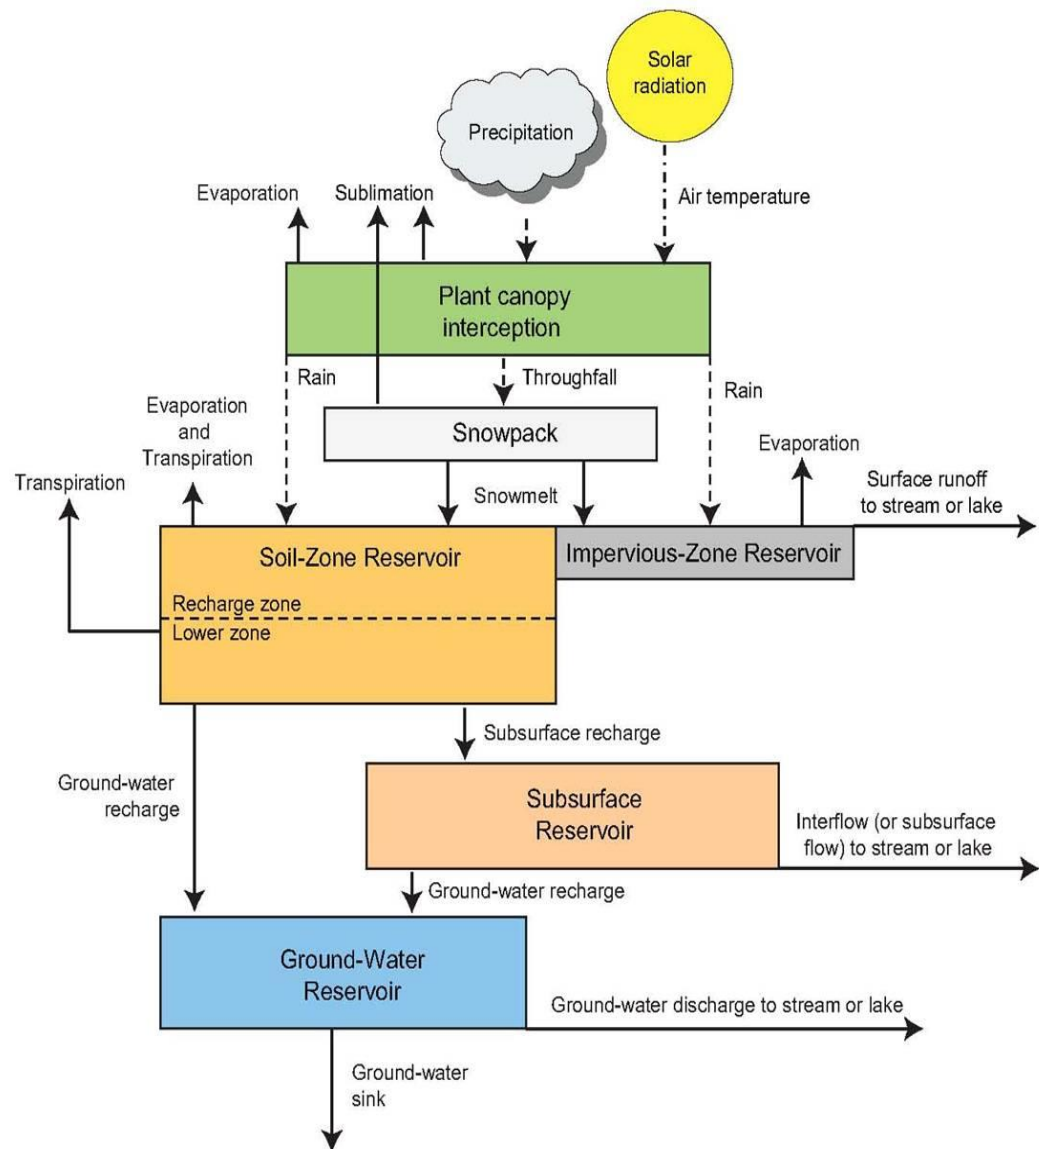 Solar
radiation
Precipitation
Evaporation
Sublimation
Air temperature
Plant canopy
interception
Rain
Throughfall
Rain
Evaporation
and
Transpiration
Snowpack
Evaporation
Transpiration
Snowmelt
Surface runoff
to stream or lake
Soil-Zone Reservoir
Impervious-Zone Reservoir
Recharge zone
Lower zone
Subsurface recharge
Ground-water
recharge
Subsurface
Reservoir
Interflow (or subsurface
flow) to stream or lake
Ground-water recharge
Ground-Water
Reservoir
Ground-water discharge to stream or lake
Ground-water
sink